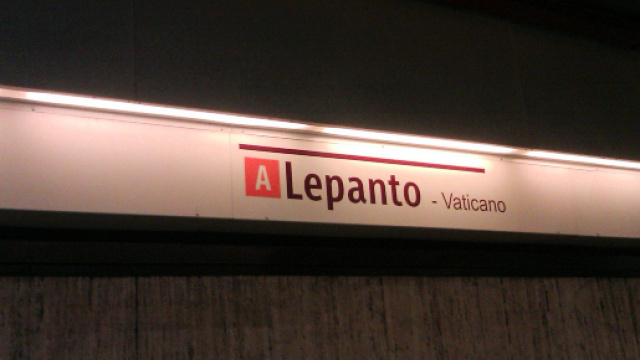 A Lepanto - Vaticano